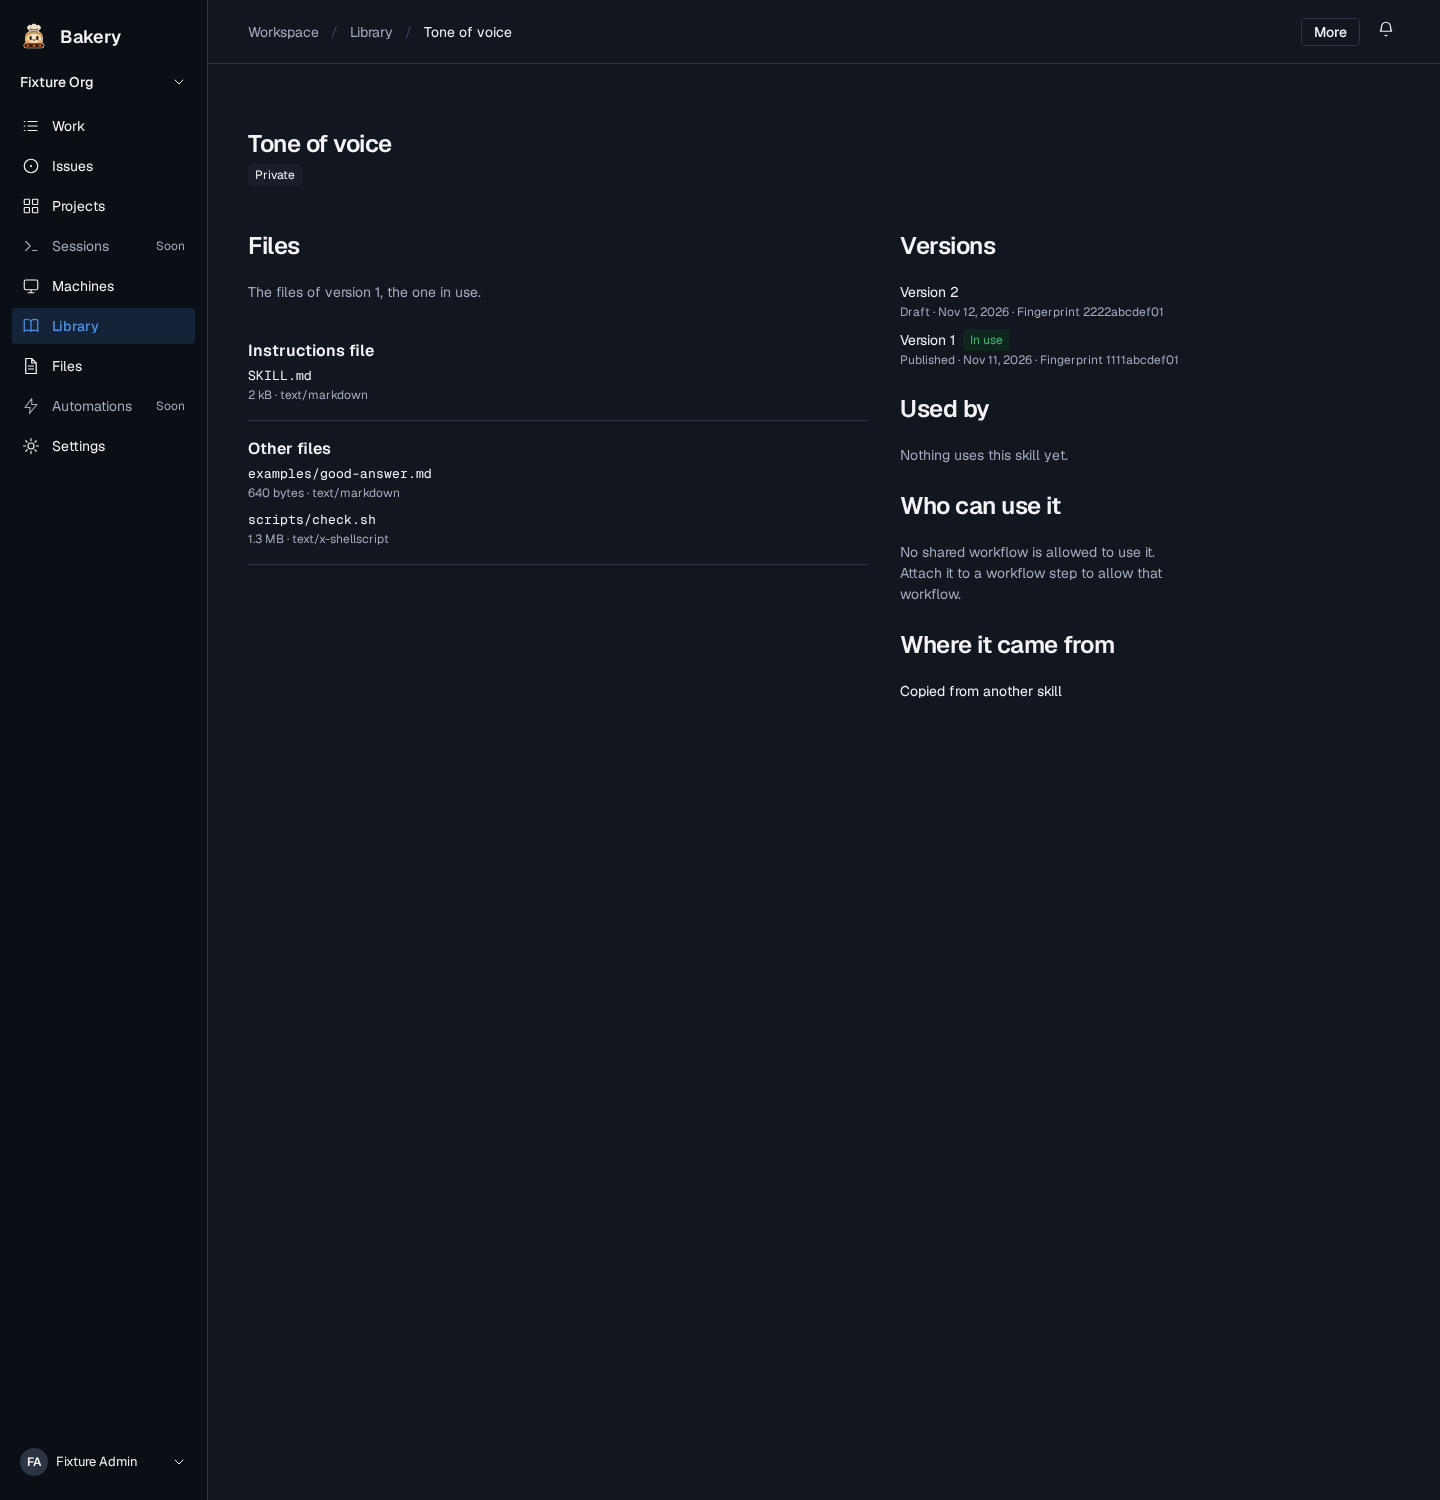 Bakery
Fixture Org
Work
Issues
Projects
Sessions Soon
Machines
Library
Files
Automations Soon
Settings
FA Fixture Admin
Workspace / Library / Tone of voice
More
Tone of voice
Private
Files
The files of version 1, the one in use.
Instructions file
SKILL.md
2 kB · text/markdown
Other files
examples/good-answer.md
640 bytes · text/markdown
scripts/check.sh
1.3 MB · text/x-shellscript
Versions
Version 2
Draft · Nov 12, 2026 · Fingerprint 2222abcdef01
Version 1 In use
Published · Nov 11, 2026 · Fingerprint 1111abcdef01
Used by
Nothing uses this skill yet.
Who can use it
No shared workflow is allowed to use it.
Attach it to a workflow step to allow that
workflow.
Where it came from
Copied from another skill